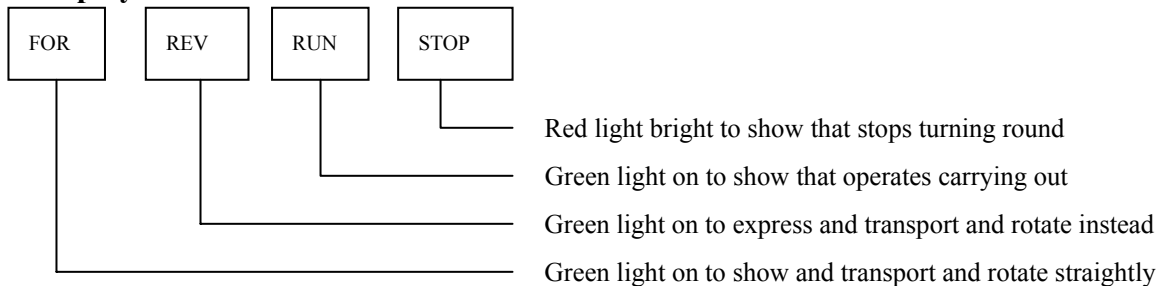 FOR REV RUN STOP
Red light bright to show that stops turning round
Green light on to show that operates carrying out
Green light on to express and transport and rotate instead
Green light on to show and transport and rotate straightly